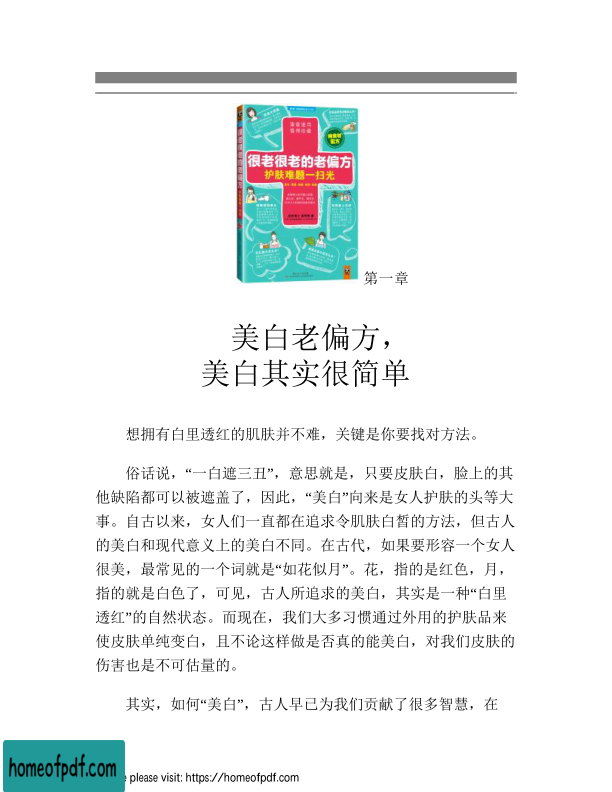 很老很老的老偏方
护肤难题一扫光
很老很老的老偏方
第一章
美白老偏方，
美白其实很简单
想拥有白里透红的肌肤并不难，关键是你要找对方法。
俗话说，“一白遮三丑”，意思就是，只要皮肤白，脸上的其
他缺陷都可以被遮盖了，因此，“美白”向来是女人护肤的头等大
事。自古以来，女人们一直都在追求令肌肤白皙的方法，但古人
的美白和现代意义上的美白不同。在古代，如果要形容一个女人
很美，最常见的一个词就是“如花似月”。花，指的是红色，月，
指的就是白色了，可见，古人所追求的美白，其实是一种“白里
透红”的自然状态。而现在，我们大多习惯通过外用的护肤品来
使皮肤单纯变白，且不论这样做是否真的能美白，对我们皮肤的
伤害也是不可估量的。
其实，如何“美白”，古人早已为我们贡献了很多智慧，在
homeofpdf.com
e please visit: https://homeofpdf.com